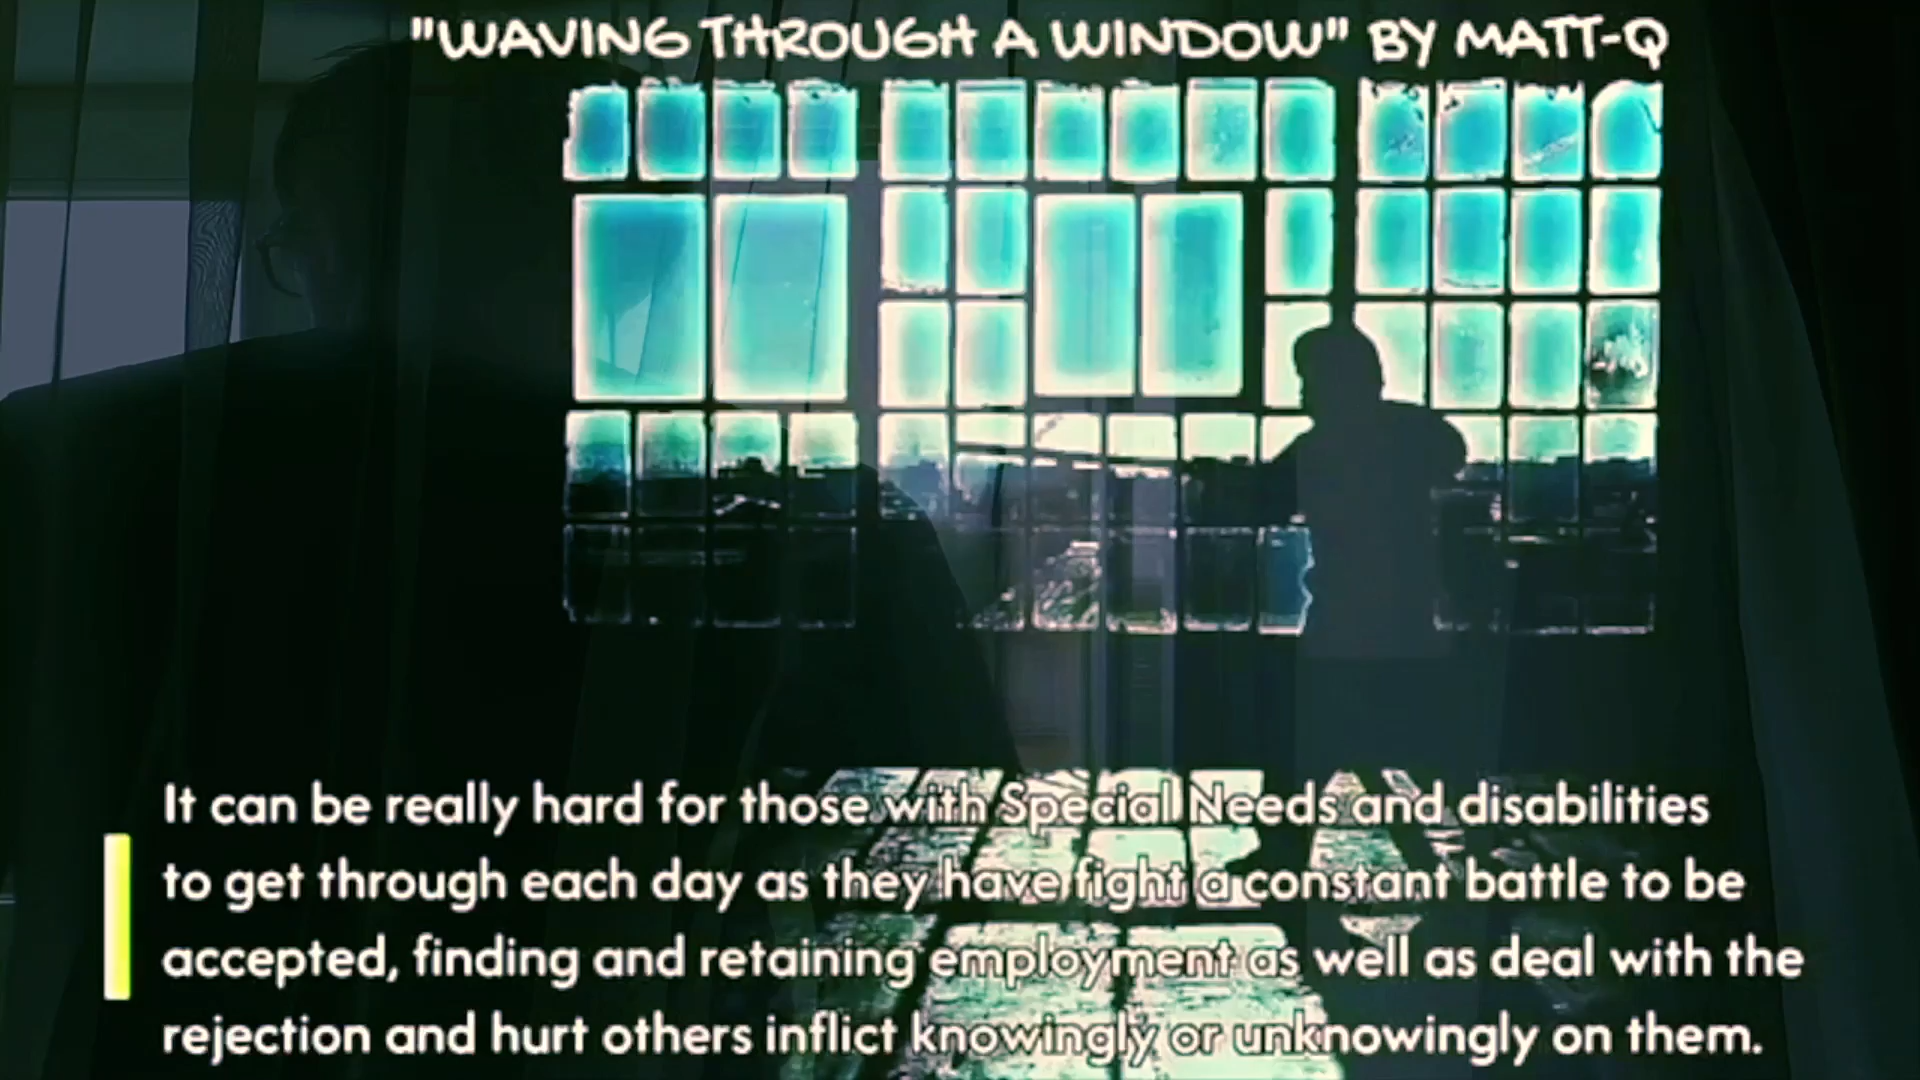 "WAVING THROUGH A WINDOW" BY MATT-Q
It can be really hard for those with Special Needs and disabilities
to get through each day as they have fight a constant battle to be
accepted, finding and retaining employment as well as deal with the
rejection and hurt others inflict knowingly or unknowingly on them.